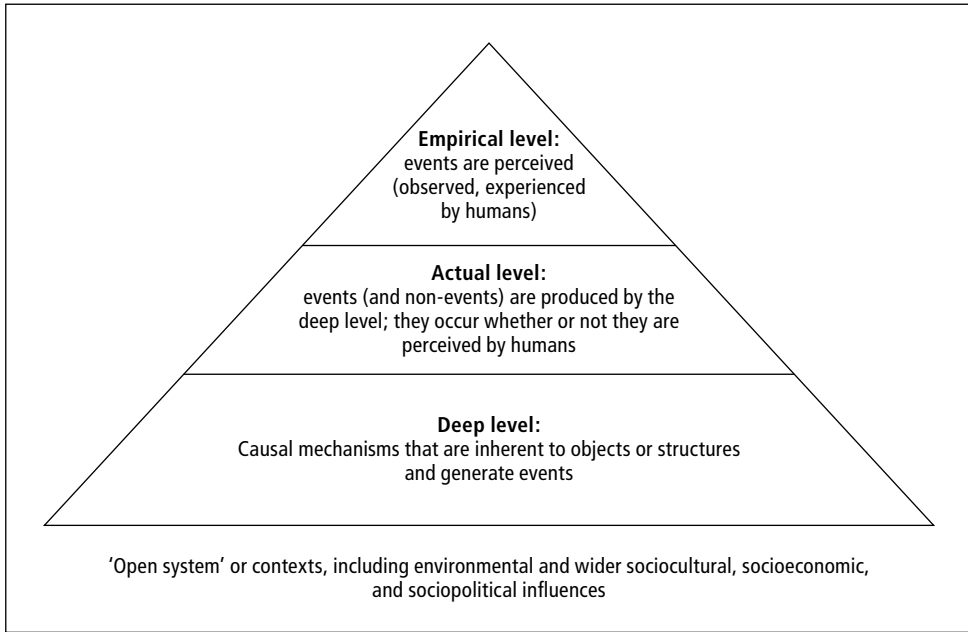 Empirical level:
events are perceived
(observed, experienced
by humans)
Actual level:
events (and non-events) are produced by the
deep level; they occur whether or not they are
perceived by humans
Deep level:
Causal mechanisms that are inherent to objects or structures
and generate events
‘Open system’ or contexts, including environmental and wider sociocultural, socioeconomic,
and sociopolitical influences